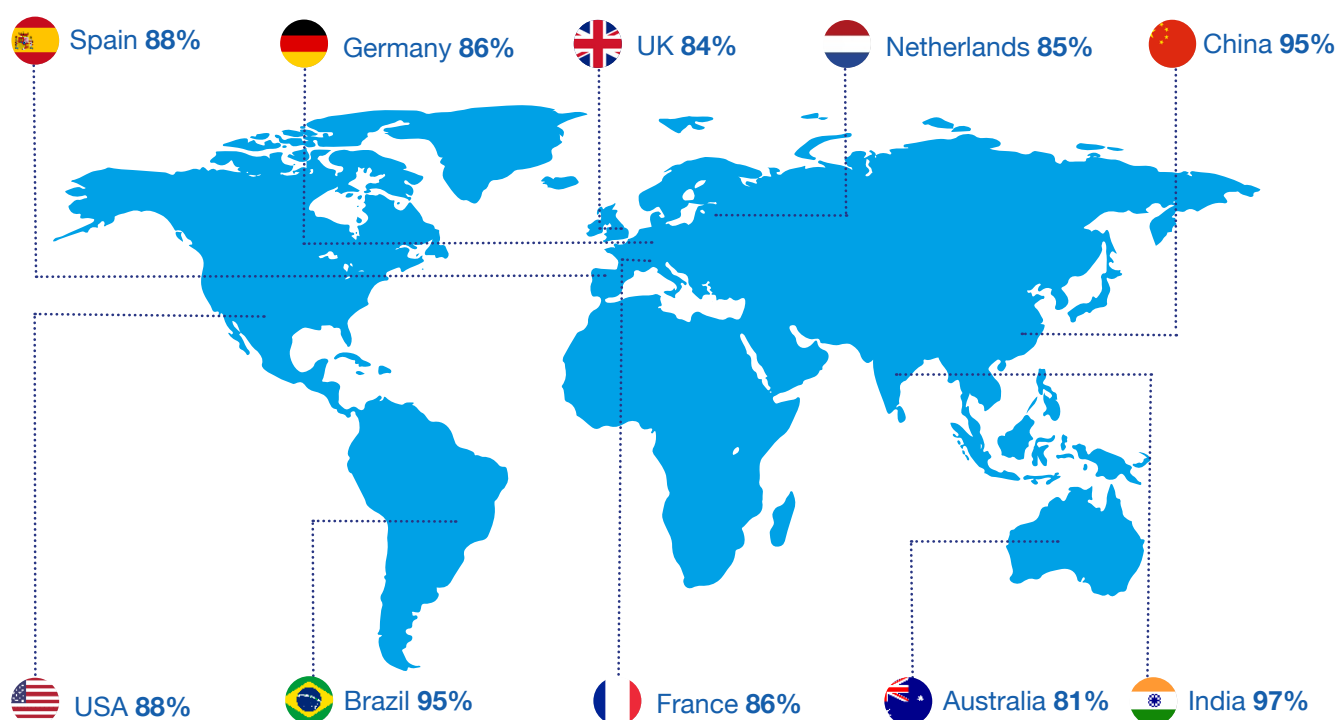 Spain 88%
Germany 86%
UK 84%
Netherlands 85%
China 95%
USA 88%
Brazil 95%
France 86%
Australia 81%
India 97%